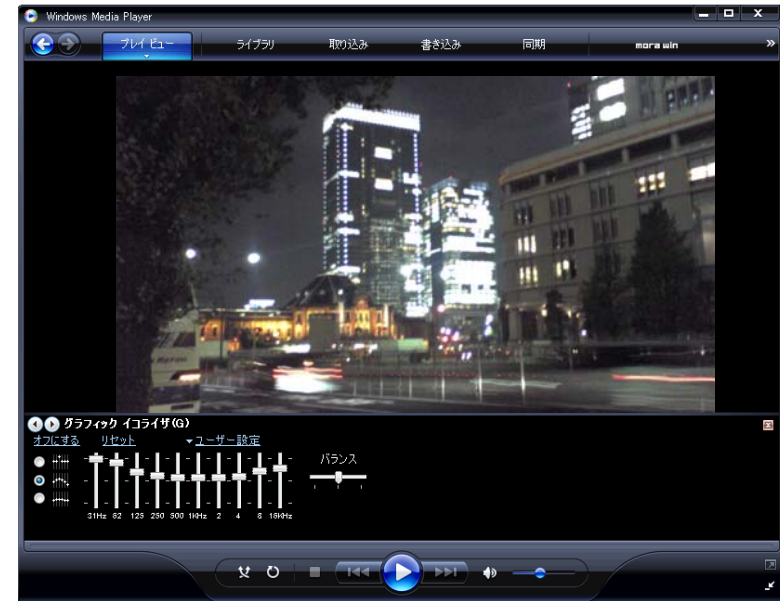 Windows Media Player
プレイ ビュー ライブラリ 取り込み 書き込み 同期 mora win
グラフィック イコライザ(G)
オフにする リセット ユーザー設定
バランス
31Hz 62 125 250 500 1KHz 2 4 8 16KHz